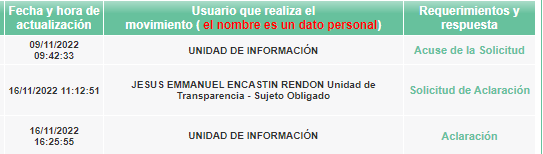 Fecha y hora de actualización
Usuario que realiza el movimiento ( el nombre es un dato personal)
Requerimientos y respuesta
09/11/2022 09:42:33
UNIDAD DE INFORMACIÓN
Acuse de la Solicitud
16/11/2022 11:12:51
JESUS EMMANUEL ENCASTIN RENDON Unidad de Transparencia - Sujeto Obligado
Solicitud de Aclaración
16/11/2022 16:25:55
UNIDAD DE INFORMACIÓN
Aclaración